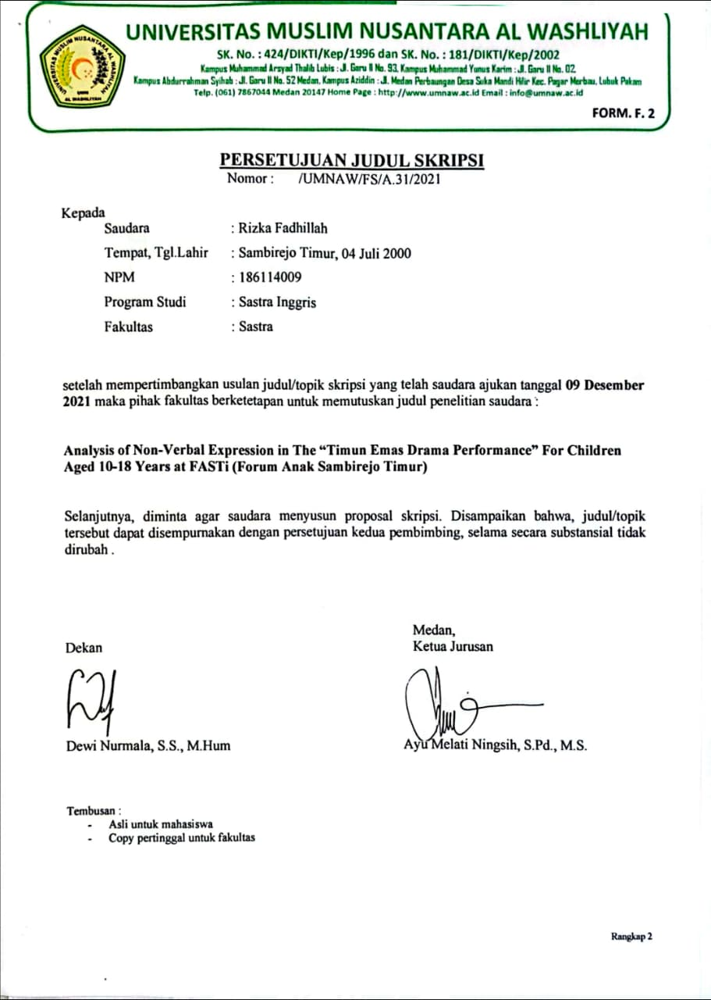 UNIVERSITAS MUSLIM NUSANTARA AL WASHLIYAH
SK. No. : 424/DIKTI/Kep/1996 dan SK. No. : 181/DIKTI/Kep/2002
Kampus Muhammad Arsyad Thalib Lubis : Jl. Garu II No. 93, Kampus Muhammad Yunus Karim : Jl. Garu II No. 02
Kampus Abdurrahman Syihab : Jl. Garu II No. 52 Medan, Kampus Aziddin : Jl. Medan Perbaungan Desa Suka Mandi Hilir Kec. Pagar Merbau, Lubuk Pakam
Telp. (061) 7867044 Medan 20147 Home Page : http://www.umnaw.ac.id Email : info@umnaw.ac.id
UNIVERSITAS MUSLIM NUSANTARA AL WASHLIYAH
UMN
AL WASHLIYAH
FORM. F. 2
PERSETUJUAN JUDUL SKRIPSI
Nomor : /UMNAW/FS/A.31/2021
Kepada
Saudara : Rizka Fadhillah
Tempat, Tgl.Lahir : Sambirejo Timur, 04 Juli 2000
NPM : 186114009
Program Studi : Sastra Inggris
Fakultas : Sastra
setelah mempertimbangkan usulan judul/topik skripsi yang telah saudara ajukan tanggal 09 Desember
2021 maka pihak fakultas berketetapan untuk memutuskan judul penelitian saudara :
Analysis of Non-Verbal Expression in The “Timun Emas Drama Performance” For Children
Aged 10-18 Years at FASTi (Forum Anak Sambirejo Timur)
Selanjutnya, diminta agar saudara menyusun proposal skripsi. Disampaikan bahwa, judul/topik
tersebut dapat disempurnakan dengan persetujuan kedua pembimbing, selama secara substansial tidak
dirubah .
Medan,
Dekan Ketua Jurusan
Dewi Nurmala, S.S., M.Hum Ayu Melati Ningsih, S.Pd., M.S.
Tembusan :
- Asli untuk mahasiswa
- Copy pertinggal untuk fakultas
Rangkap 2